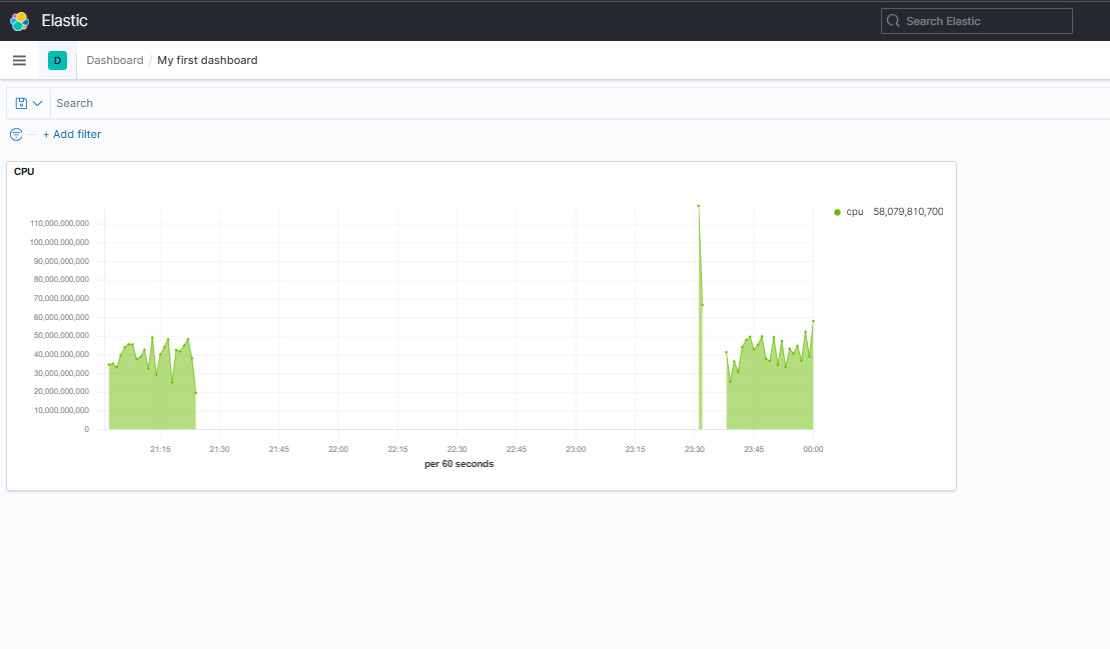 Elastic
Search Elastic
D
Dashboard / My first dashboard
Search
+ Add filter
CPU
cpu 58,079,810,700
110,000,000,000
100,000,000,000
90,000,000,000
80,000,000,000
70,000,000,000
60,000,000,000
50,000,000,000
40,000,000,000
30,000,000,000
20,000,000,000
10,000,000,000
0
21:15 21:30 21:45 22:00 22:15 22:30 22:45 23:00 23:15 23:30 23:45 00:00
per 60 seconds